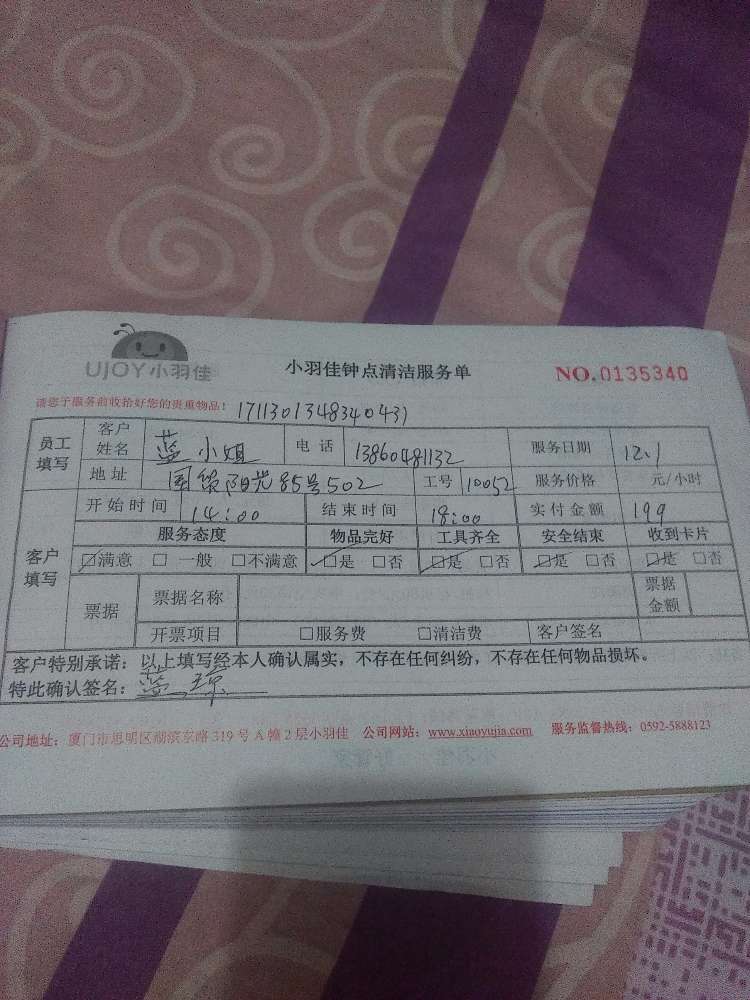 UJOY小羽佳 小羽佳钟点清洁服务单 NO.0135340
请您于服务前收拾好您的贵重物品! 171130134834043)
员工填写 客户姓名 蓝小姐 电话 13860481132 服务日期 12.1
地址 国策阳光85号502 工号 10052 服务价格 元/小时
客户填写 开始时间 14:00 结束时间 18:00 实付金额 199
服务态度 物品完好 工具齐全 安全结束 收到卡片
☑满意 □一般 □不满意 ☑是 □否 ☑是 □否 ☑是 □否 ☑是 □否
票据 票据名称 票据金额
开票项目 □服务费 □清洁费 客户签名
客户特别承诺:以上填写经本人确认属实,不存在任何纠纷,不存在任何物品损坏。
特此确认签名:蓝琼
公司地址:厦门市思明区湖滨东路319号A幢2层小羽佳 公司网站:www.xiaoyujia.com 服务监督热线:0592-5888123